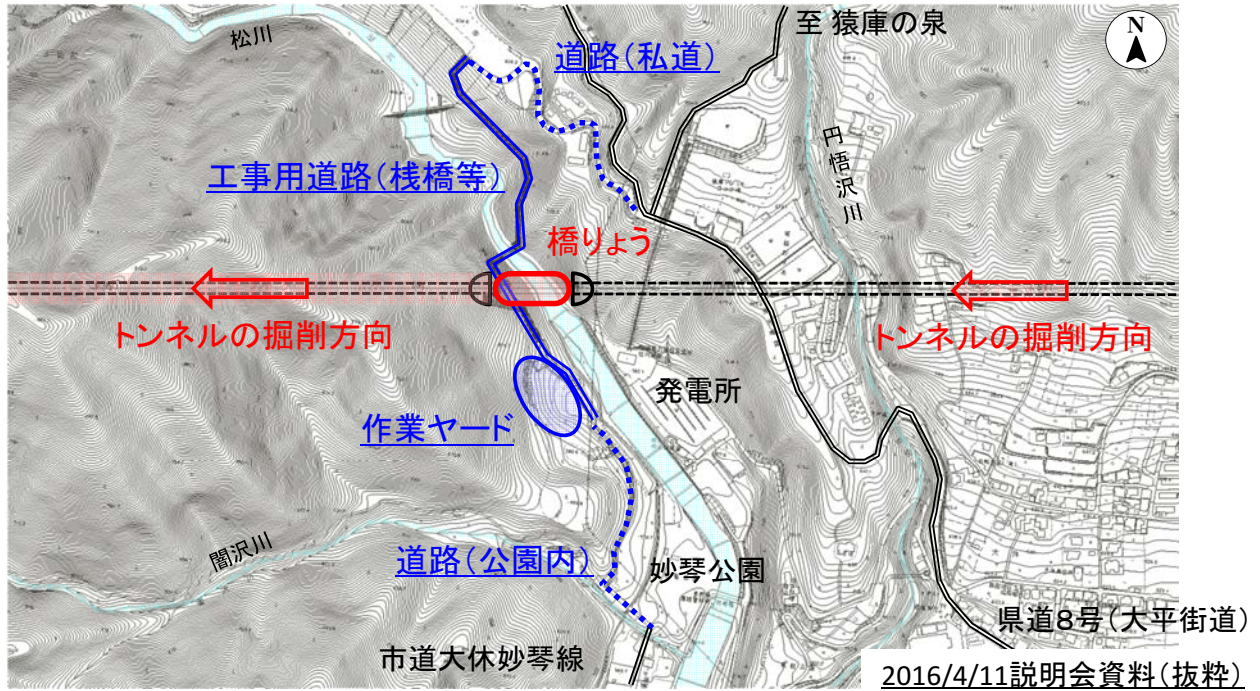 松川
道路(私道)
至 猿庫の泉
N
円悟沢川
工事用道路(桟橋等)
橋りょう
トンネルの掘削方向
トンネルの掘削方向
発電所
作業ヤード
闇沢川
道路(公園内)
妙琴公園
県道8号(大平街道)
市道大休妙琴線
2016/4/11説明会資料(抜粋)